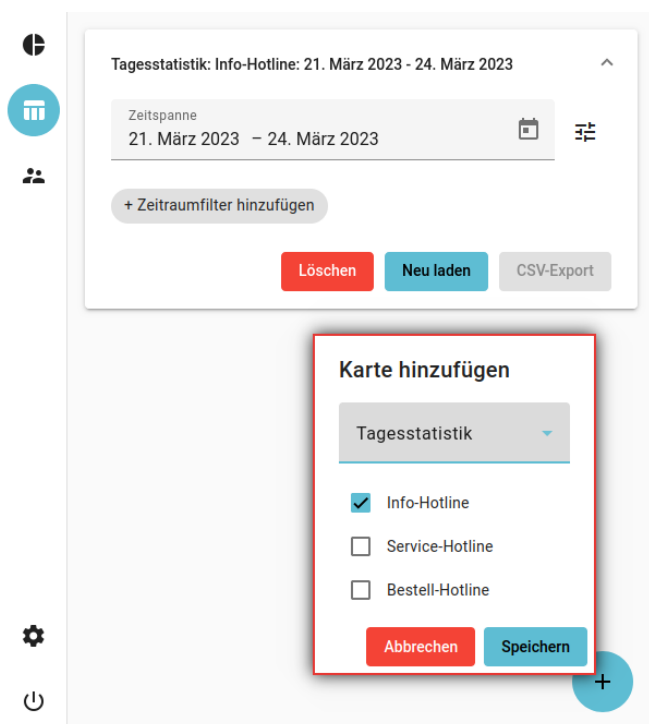 Tagesstatistik: Info-Hotline: 21. März 2023 - 24. März 2023
Zeitspanne
21. März 2023 – 24. März 2023
+ Zeitraumfilter hinzufügen
Löschen Neu laden CSV-Export
Karte hinzufügen
Tagesstatistik
Info-Hotline
Service-Hotline
Bestell-Hotline
Abbrechen Speichern
+